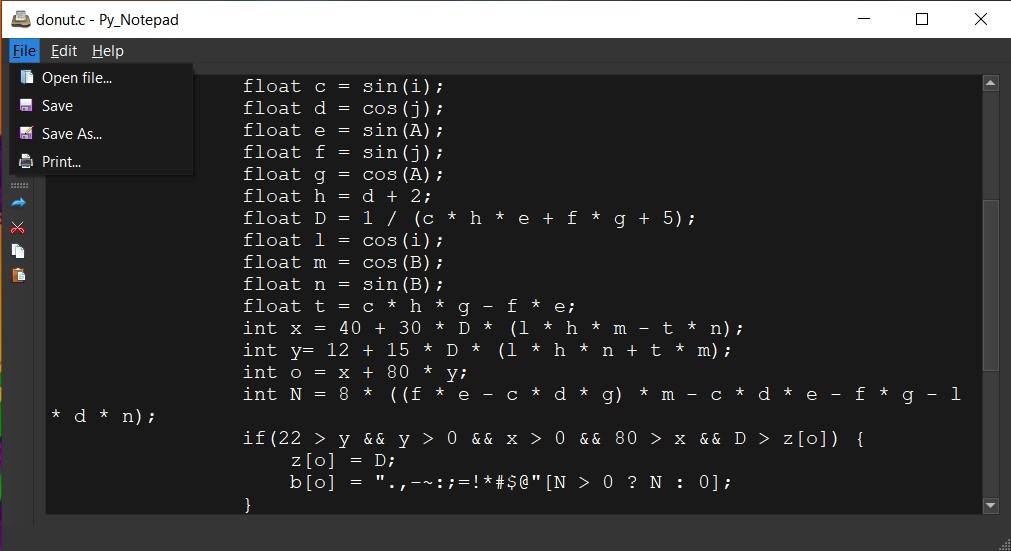 donut.c - Py_Notepad
File Edit Help
Open file...
Save
Save As...
Print...
float c = sin(i);
float d = cos(j);
float e = sin(A);
float f = sin(j);
float g = cos(A);
float h = d + 2;
float D = 1 / (c * h * e + f * g + 5);
float l = cos(i);
float m = cos(B);
float n = sin(B);
float t = c * h * g - f * e;
int x = 40 + 30 * D * (l * h * m - t * n);
int y= 12 + 15 * D * (l * h * n + t * m);
int o = x + 80 * y;
int N = 8 * ((f * e - c * d * g) * m - c * d * e - f * g - l
* d * n);
if(22 > y && y > 0 && x > 0 && 80 > x && D > z[o]) {
z[o] = D;
b[o] = ".,-~:;=!*#$@"[N > 0 ? N : 0];
}